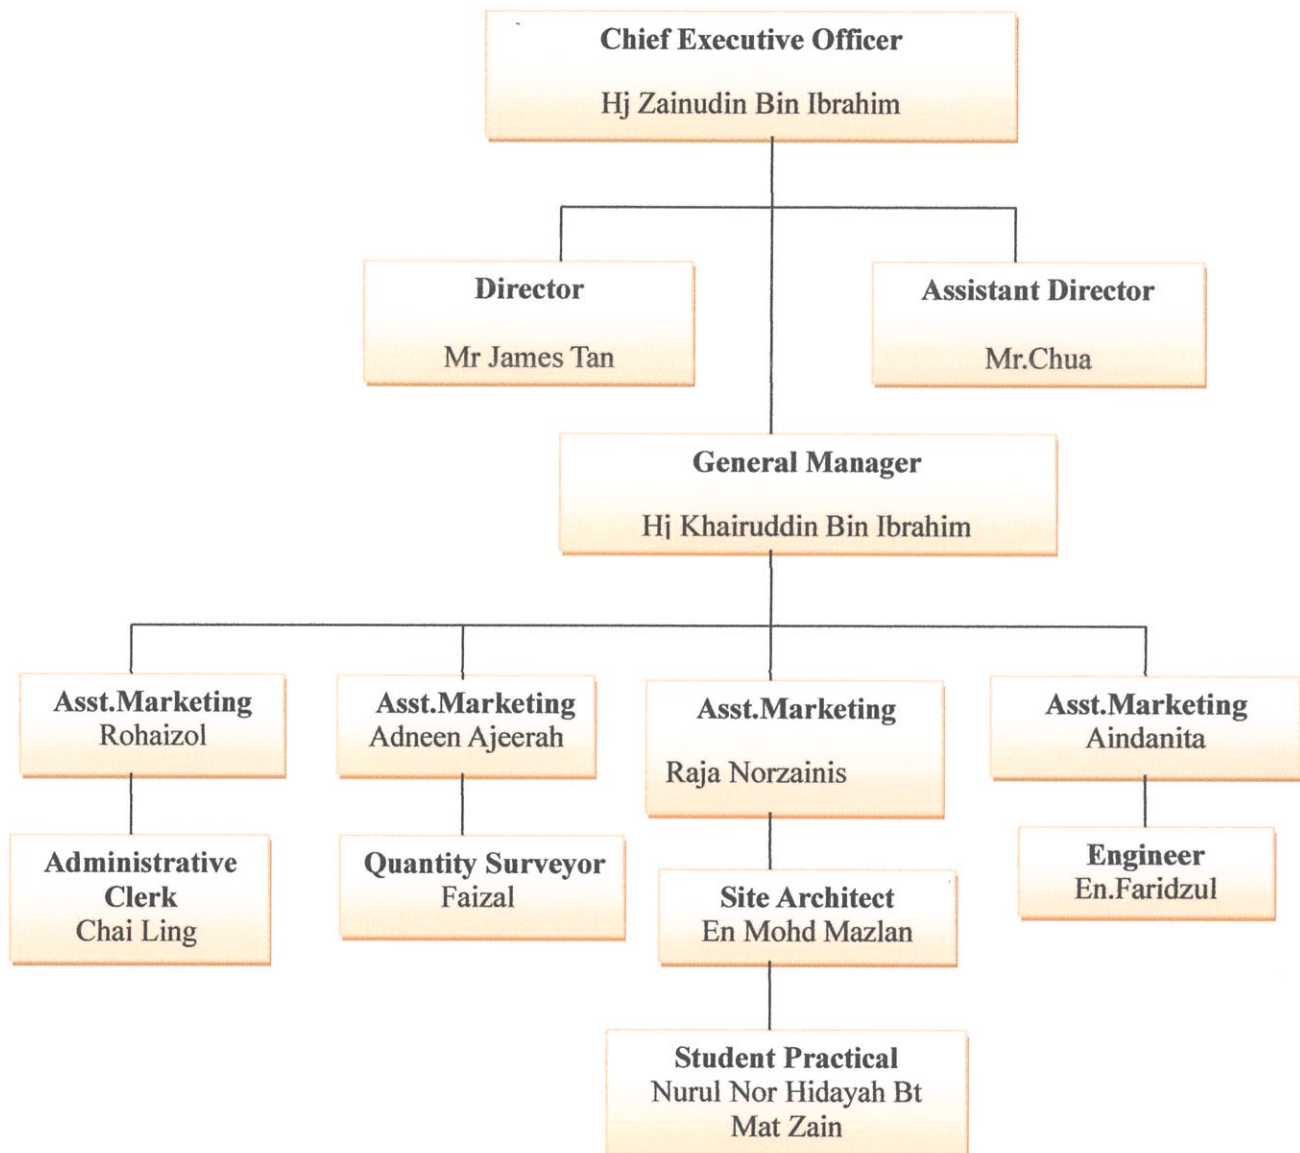 Chief Executive Officer
Hj Zainudin Bin Ibrahim
Director
Mr James Tan
Assistant Director
Mr.Chua
General Manager
Hj Khairuddin Bin Ibrahim
Asst.Marketing
Rohaizol
Asst.Marketing
Adneen Ajeerah
Asst.Marketing
Raja Norzainis
Asst.Marketing
Aindanita
Administrative
Clerk
Chai Ling
Quantity Surveyor
Faizal
Site Architect
En Mohd Mazlan
Engineer
En.Faridzul
Student Practical
Nurul Nor Hidayah Bt
Mat Zain